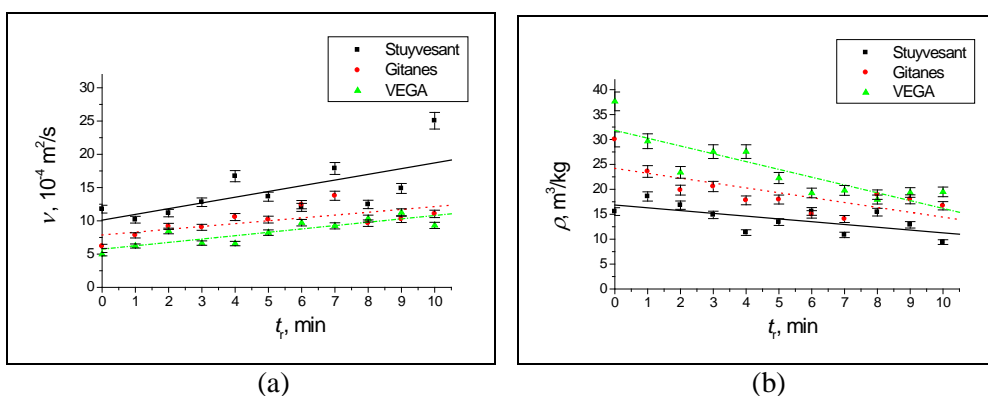 Stuyvesant
Gitanes
VEGA
30
25
20
15
10
5
0
ν, 10⁻⁴ m²/s
0 1 2 3 4 5 6 7 8 9 10
tᵣ, min
(a)
Stuyvesant
Gitanes
VEGA
40
35
30
25
20
15
10
5
0
ρ, m³/kg
0 1 2 3 4 5 6 7 8 9 10
tᵣ, min
(b)